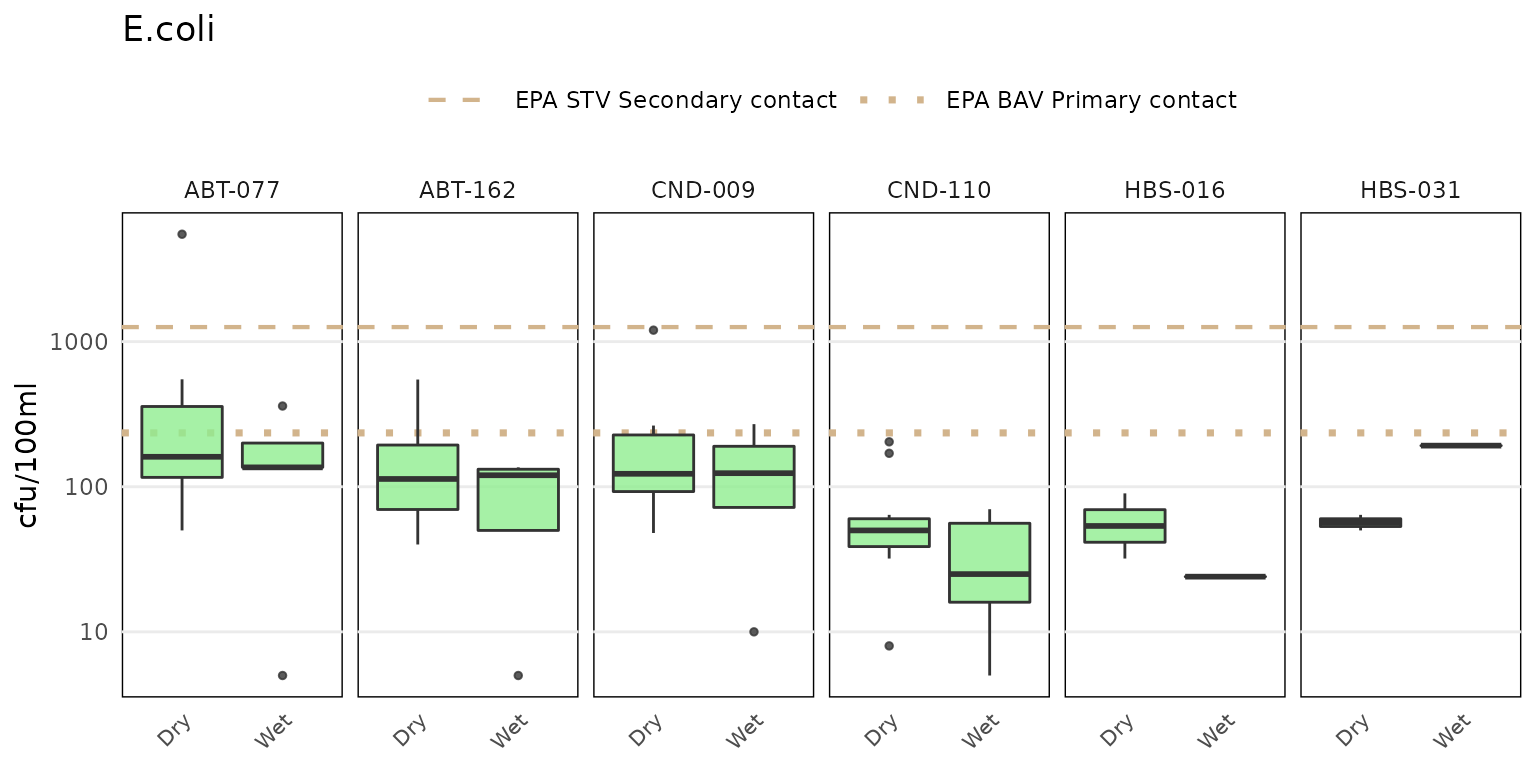 E.coli
EPA STV Secondary contact EPA BAV Primary contact
ABT-077 ABT-162 CND-009 CND-110 HBS-016 HBS-031
cfu/100ml
1000
100
10
Dry Wet Dry Wet Dry Wet Dry Wet Dry Wet Dry Wet